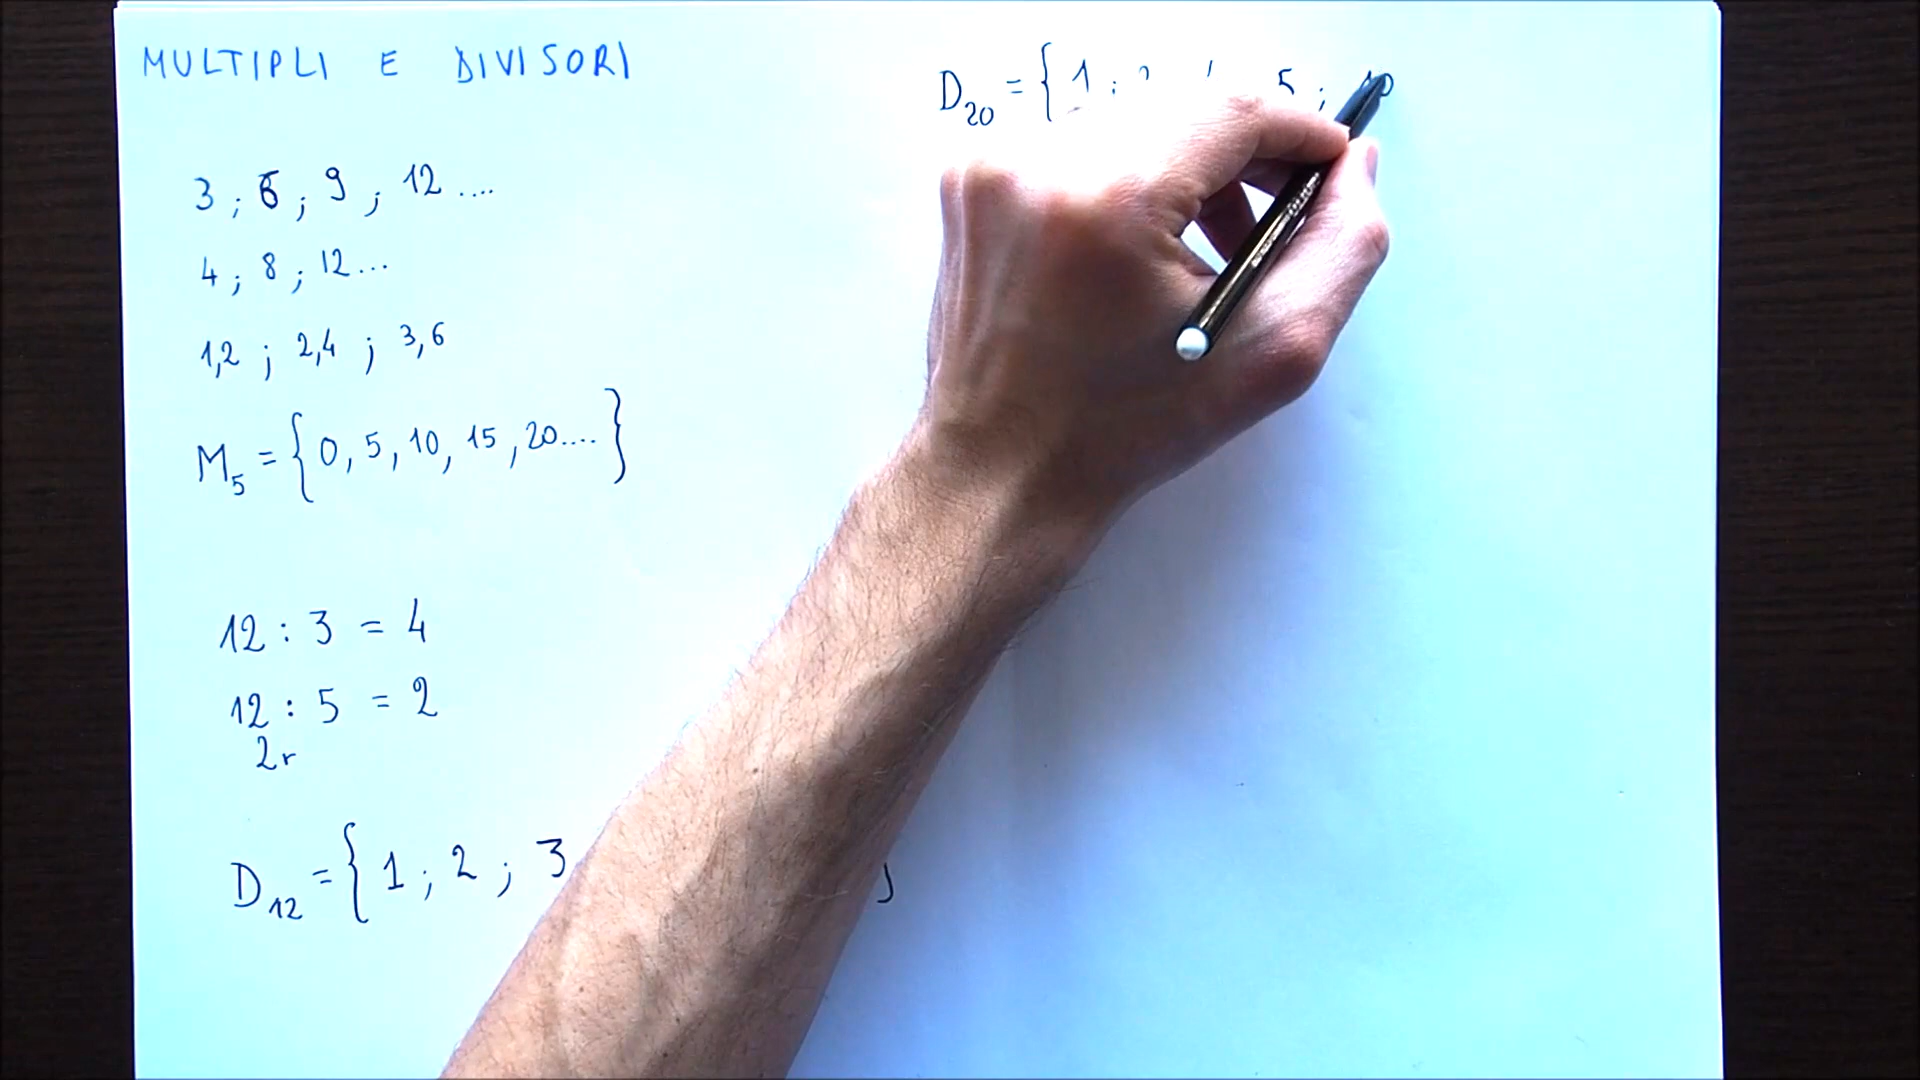 MULTIPLI E DIVISORI
3 ; 6 ; 9 ; 12 ....
4 ; 8 ; 12 ...
1,2 ; 2,4 ; 3,6
M5 = { 0, 5, 10, 15, 20.... }
12 : 3 = 4
12 : 5 = 2
2r
D12 = { 1 ; 2 ; 3
D20 = { 1 ; 5 ; 10